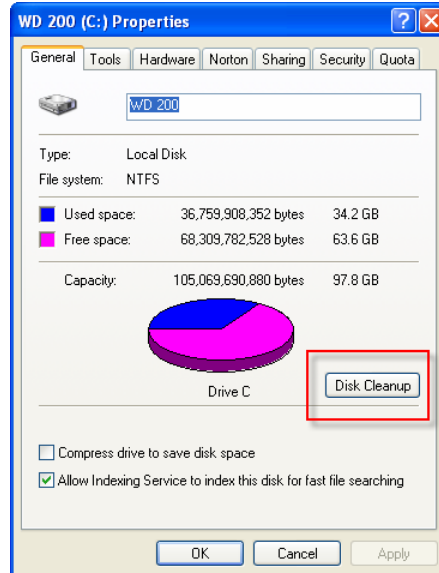 WD 200 (C:) Properties
General Tools Hardware Norton Sharing Security Quota
WD 200
Type: Local Disk
File system: NTFS
Used space: 36,759,908,352 bytes 34.2 GB
Free space: 68,309,782,528 bytes 63.6 GB
Capacity: 105,069,690,880 bytes 97.8 GB
Drive C Disk Cleanup
Compress drive to save disk space
Allow Indexing Service to index this disk for fast file searching
OK Cancel Apply